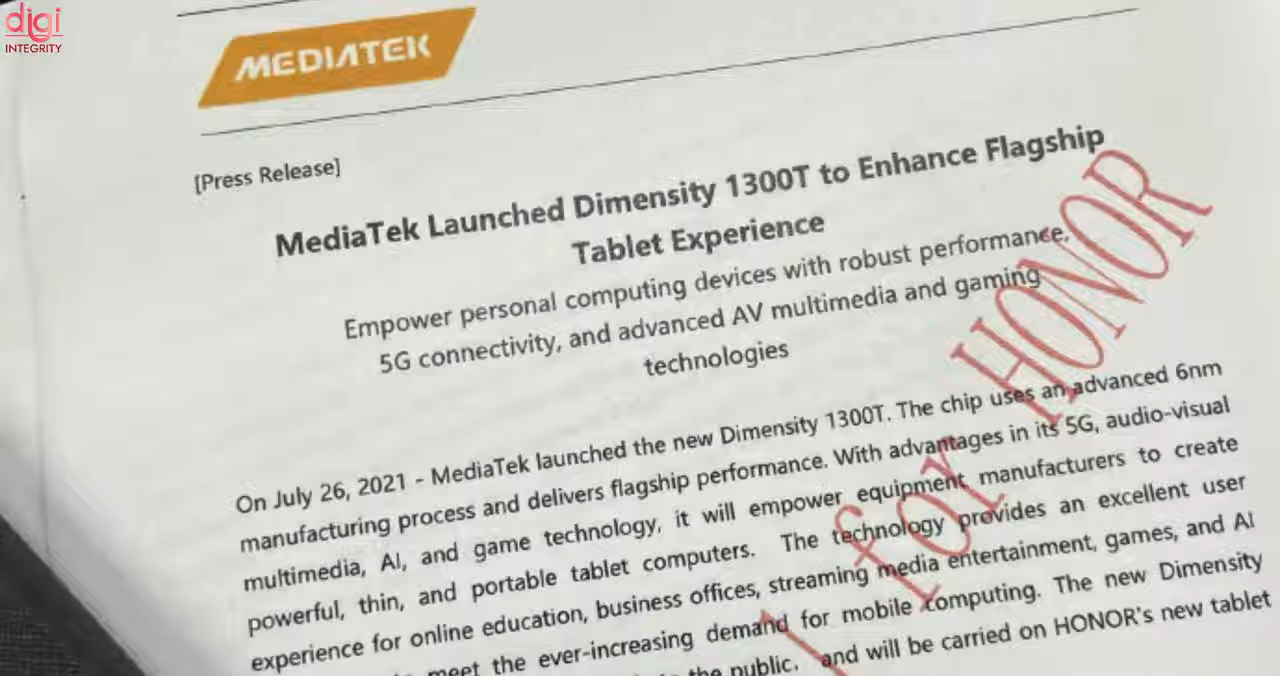 digi
INTEGRITY
MEDIATEK
[Press Release]
MediaTek Launched Dimensity 1300T to Enhance Flagship
Tablet Experience
Empower personal computing devices with robust performance,
5G connectivity, and advanced AV multimedia and gaming
technologies
On July 26, 2021 - MediaTek launched the new Dimensity 1300T. The chip uses an advanced 6nm
manufacturing process and delivers flagship performance. With advantages in its 5G, audio-visual
multimedia, AI, and game technology, it will empower equipment manufacturers to create
powerful, thin, and portable tablet computers. The technology provides an excellent user
experience for online education, business offices, streaming media entertainment, games, and AI
meet the ever-increasing demand for mobile computing. The new Dimensity
the public, and will be carried on HONOR's new tablet
for HONOR